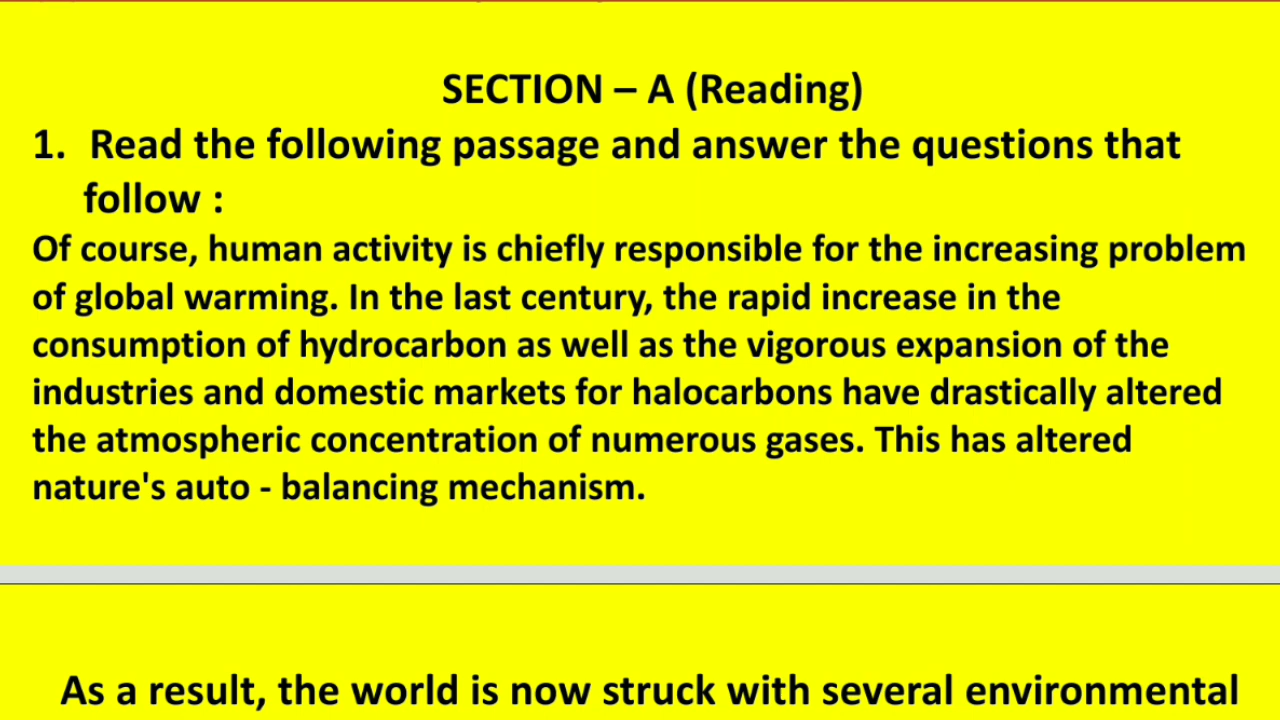 SECTION – A (Reading)
1. Read the following passage and answer the questions that
follow :
Of course, human activity is chiefly responsible for the increasing problem
of global warming. In the last century, the rapid increase in the
consumption of hydrocarbon as well as the vigorous expansion of the
industries and domestic markets for halocarbons have drastically altered
the atmospheric concentration of numerous gases. This has altered
nature's auto - balancing mechanism.
As a result, the world is now struck with several environmental